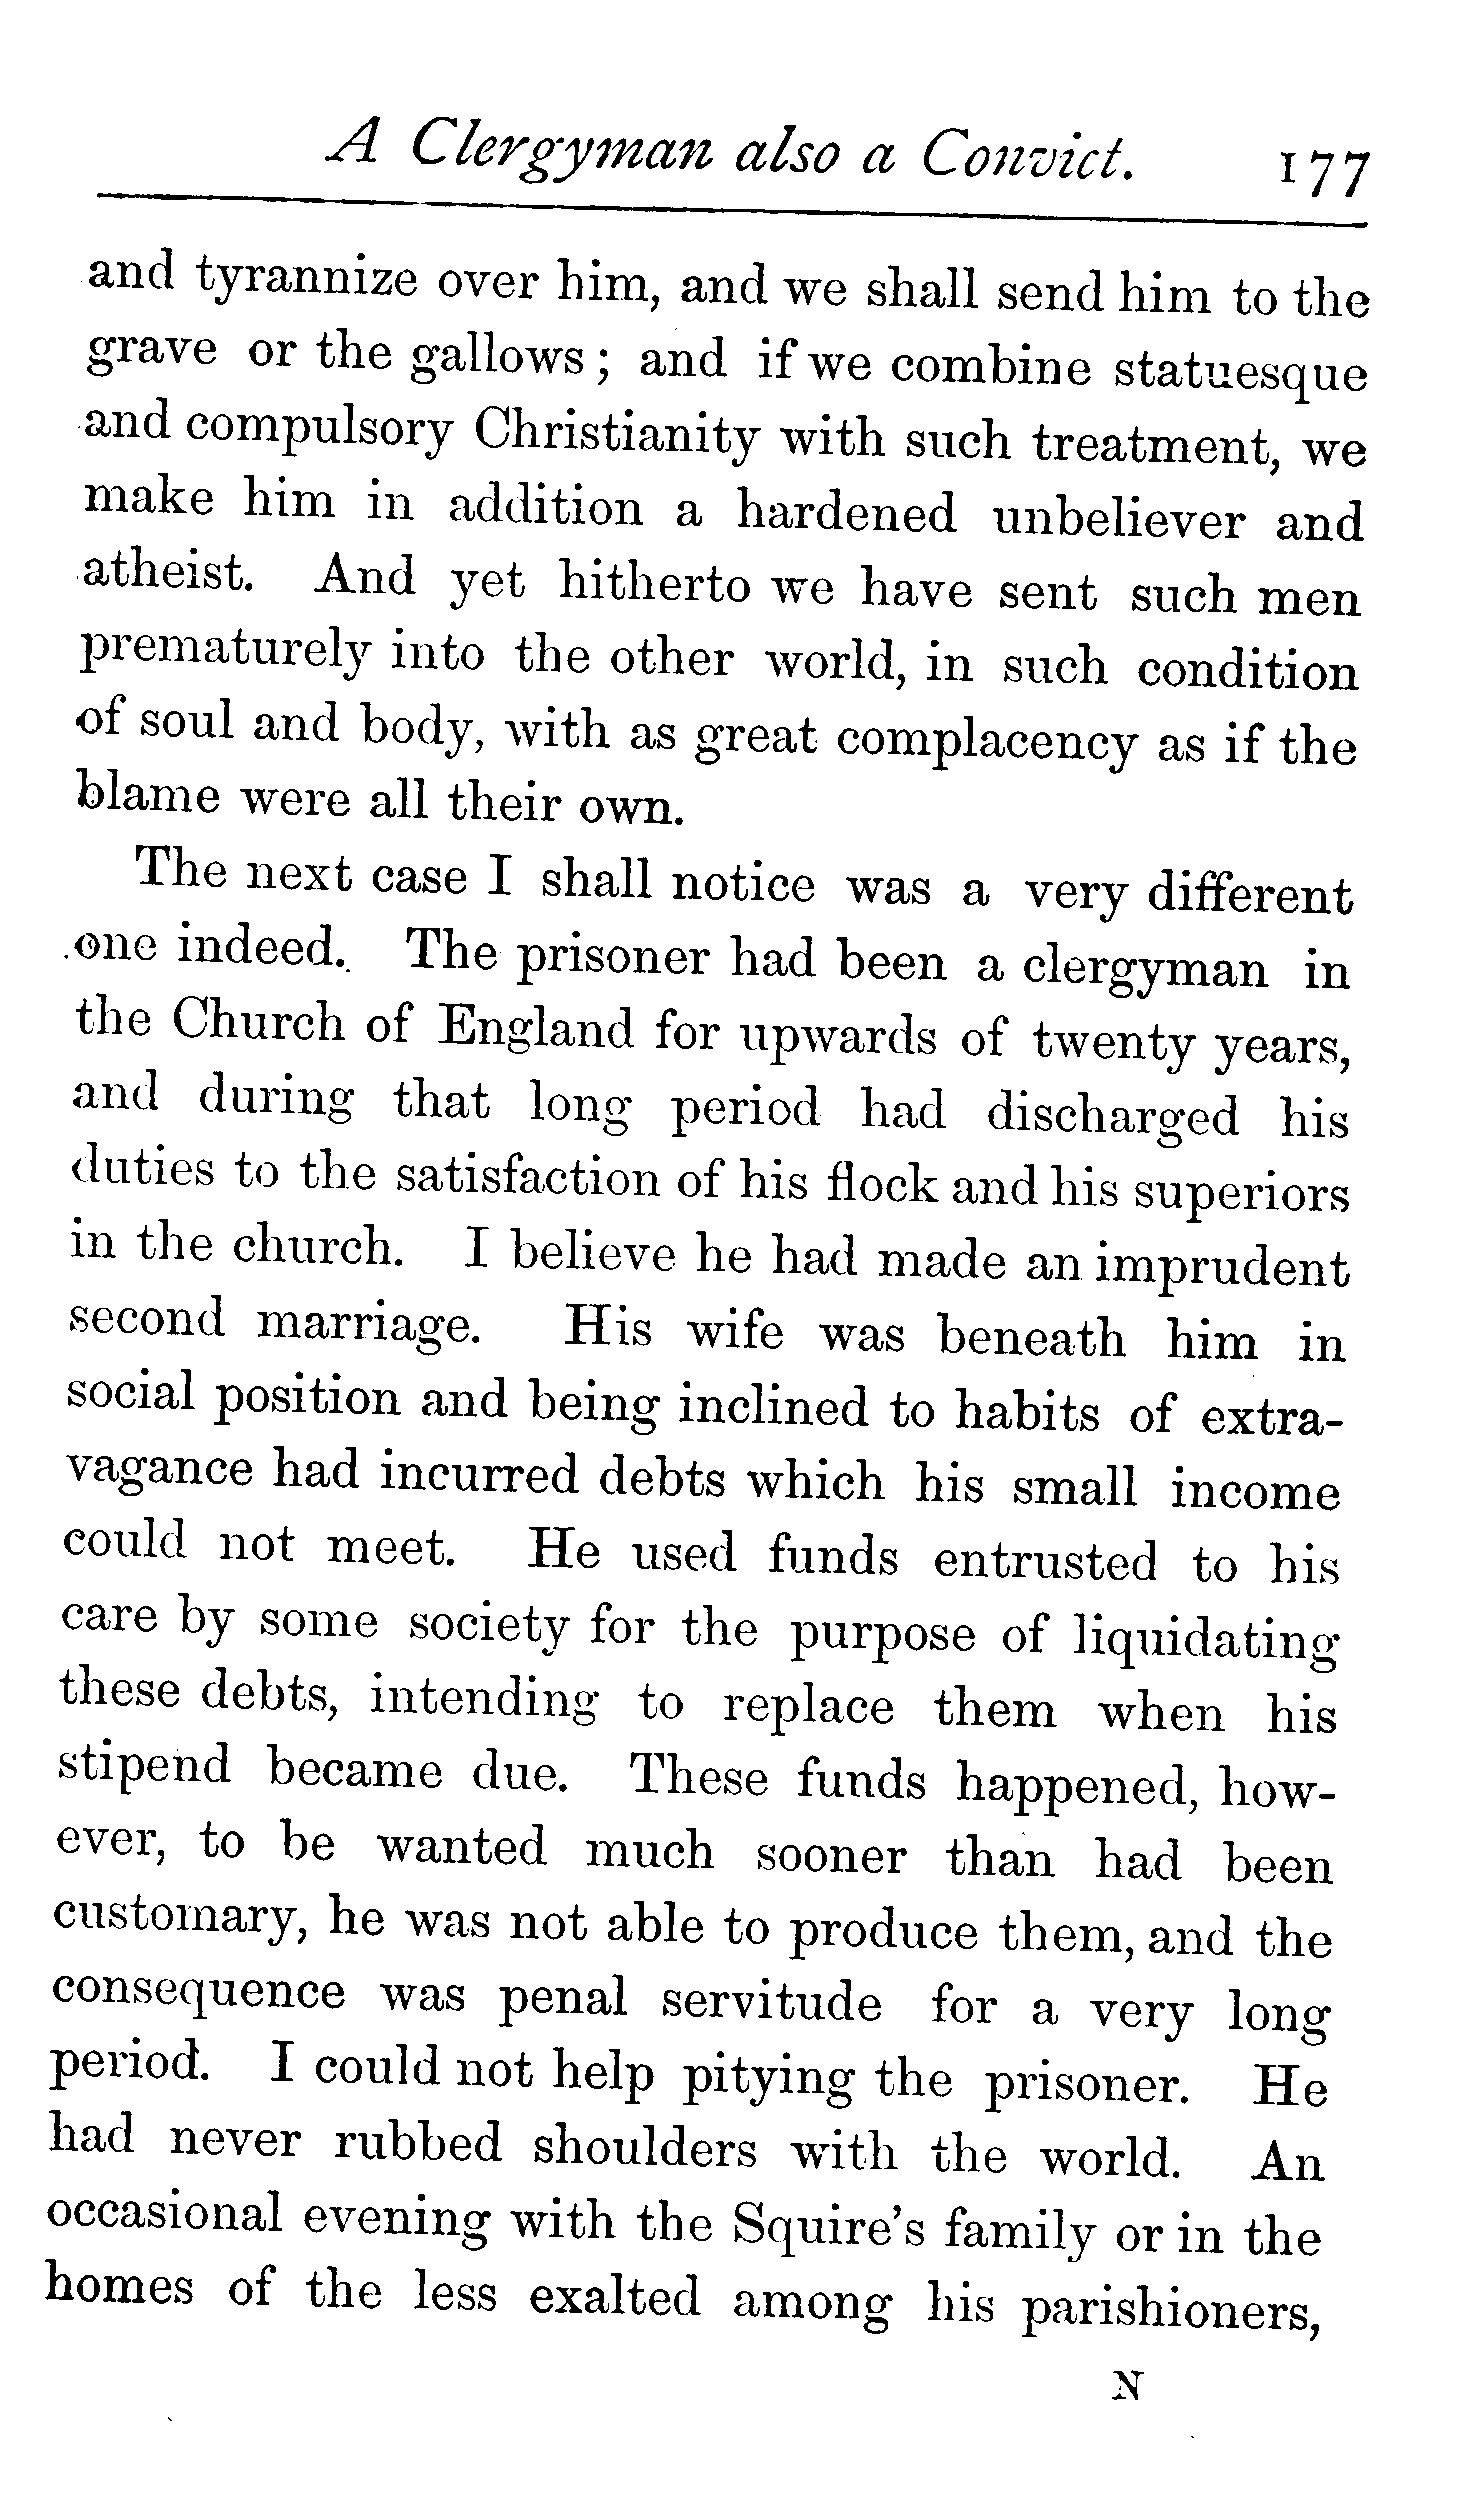 A Clergyman also a Convict. 177
and tyrannize over him, and we shall send him to the
grave or the gallows; and if we combine statuesque
and compulsory Christianity with such treatment, we
make him in addition a hardened unbeliever and
atheist. And yet hitherto we have sent such men
prematurely into the other world, in such condition
of soul and body, with as great complacency as if the
blame were all their own.
The next case I shall notice was a very different
one indeed. The prisoner had been a clergyman in
the Church of England for upwards of twenty years,
and during that long period had discharged his
duties to the satisfaction of his flock and his superiors
in the church. I believe he had made an imprudent
second marriage. His wife was beneath him in
social position and being inclined to habits of extra-
vagance had incurred debts which his small income
could not meet. He used funds entrusted to his
care by some society for the purpose of liquidating
these debts, intending to replace them when his
stipend became due. These funds happened, how-
ever, to be wanted much sooner than had been
customary, he was not able to produce them, and the
consequence was penal servitude for a very long
period. I could not help pitying the prisoner. He
had never rubbed shoulders with the world. An
occasional evening with the Squire's family or in the
homes of the less exalted among his parishioners,
N